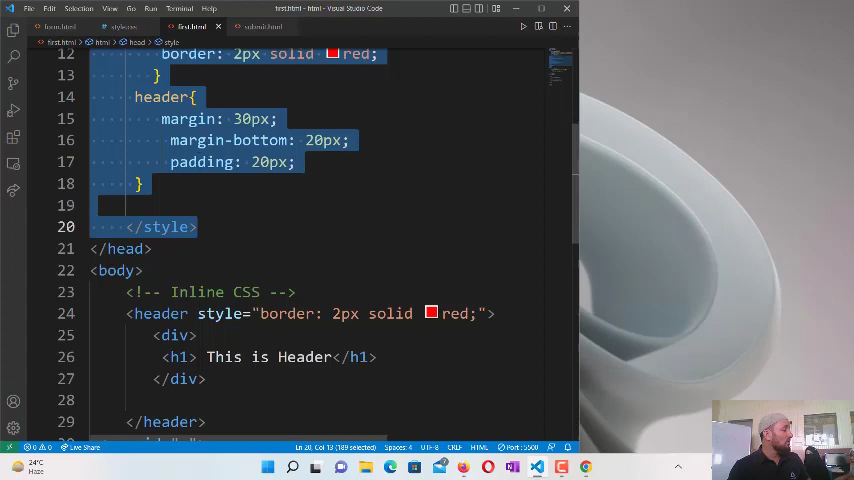 File Edit Selection View Go Run Terminal Help first.html - html - Visual Studio Code
form.html # style.css first.html × submit.html
first.html > html > head > style
12 border: 2px solid red;
13 }
14 header{
15 margin: 30px;
16 margin-bottom: 20px;
17 padding: 20px;
18 }
19
20 </style>
21 </head>
22 <body>
23 <!-- Inline CSS -->
24 <header style="border: 2px solid red;">
25 <div>
26 <h1> This is Header</h1>
27 </div>
28
29 </header>
0 0 Live Share Ln 20, Col 13 (189 selected) Spaces: 4 UTF-8 CRLF HTML Port : 5500
24°C
Haze